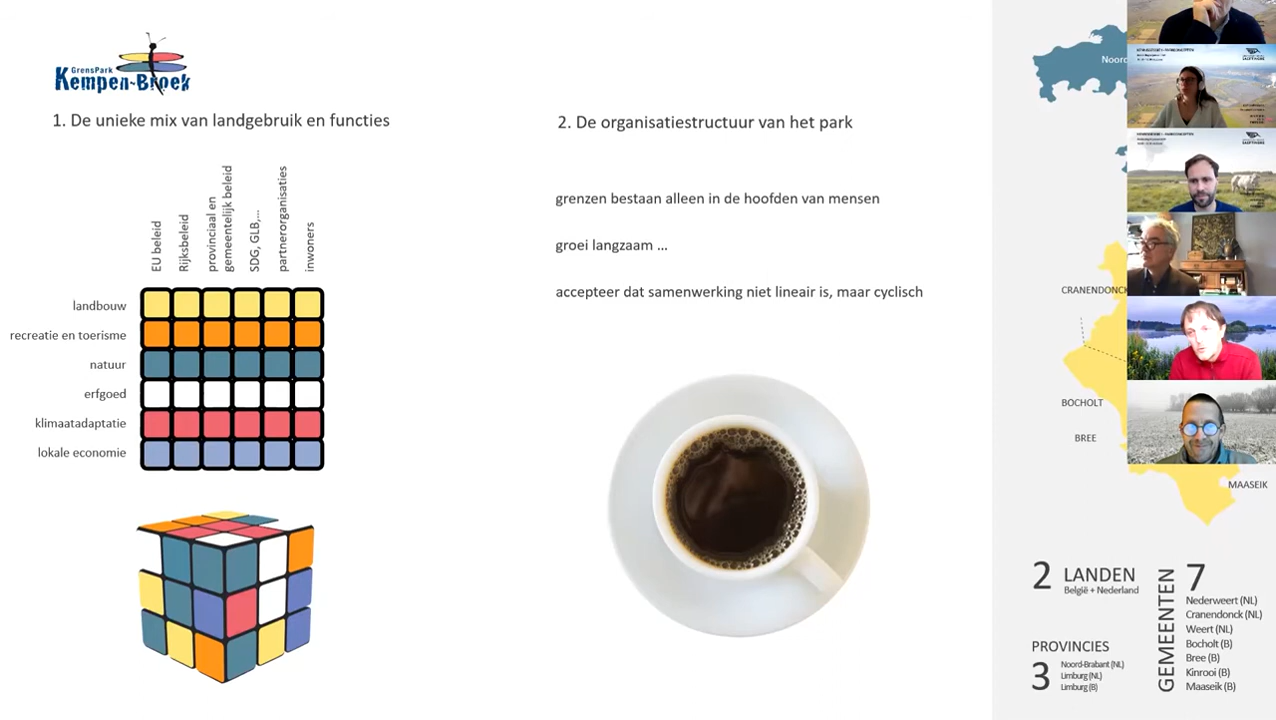 GrensPark
Kempen~Broek
1. De unieke mix van landgebruik en functies
EU beleid
Rijksbeleid
provinciaal en
gemeentelijk beleid
SDG, GLB,...
partnerorganisaties
inwoners
landbouw
recreatie en toerisme
natuur
erfgoed
klimaatadaptatie
lokale economie
2. De organisatiestructuur van het park
grenzen bestaan alleen in de hoofden van mensen
groei langzaam ...
accepteer dat samenwerking niet lineair is, maar cyclisch
CRANENDONCK
BOCHOLT
BREE
MAASEIK
2 LANDEN
België + Nederland
PROVINCIES
3
Noord-Brabant (NL)
Limburg (NL)
Limburg (B)
7
GEMEENTEN
Nederweert (NL)
Cranendonck (NL)
Weert (NL)
Bocholt (B)
Bree (B)
Kinrooi (B)
Maaseik (B)